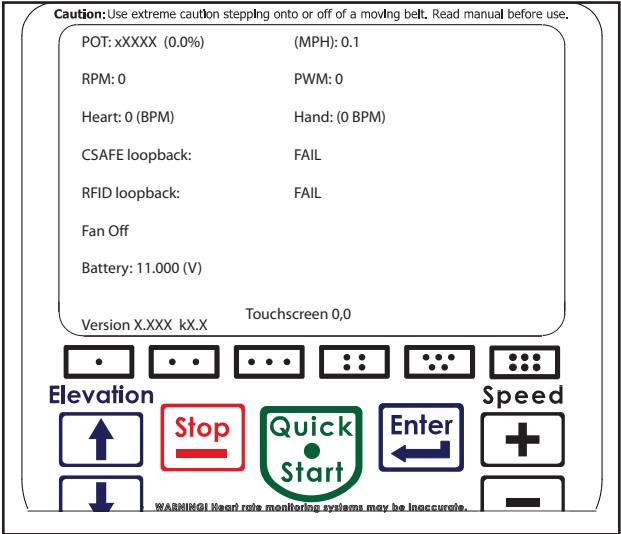 Caution: Use extreme caution stepping onto or off of a moving belt. Read manual before use.
POT: xXXXX (0.0%) (MPH): 0.1
RPM: 0 PWM: 0
Heart: 0 (BPM) Hand: (0 BPM)
CSAFE loopback: FAIL
RFID loopback: FAIL
Fan Off
Battery: 11.000 (V)
Touchscreen 0,0
Version X.XXX kX.X
Elevation Speed
Stop Quick Start Enter
WARNING! Heart rate monitoring systems may be inaccurate.